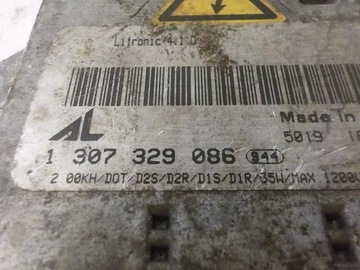 Litronic 4.1 D
Made in
AL
5019
1 307 329 086 944
2.00KH/DOT/D2S/D2R/D1S/D1R/35W/MAX 1200V